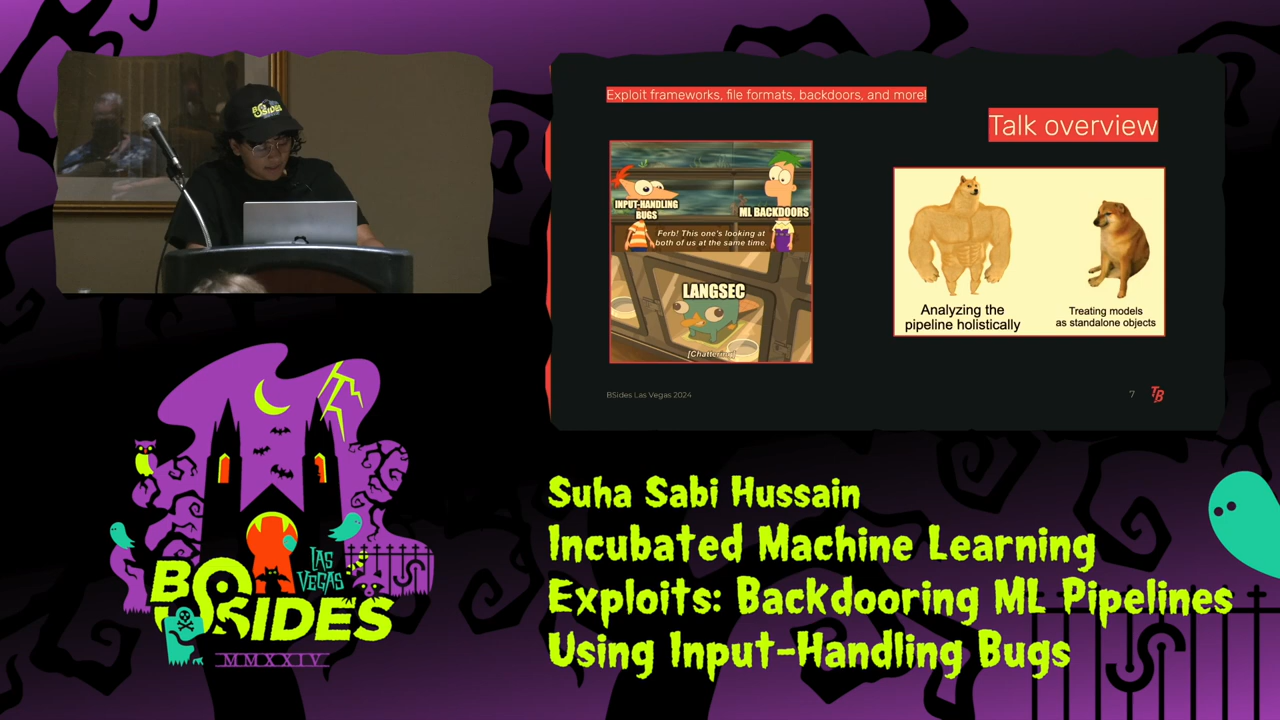 BSIDES
Exploit frameworks, file formats, backdoors, and more!
Talk overview
INPUT-HANDLING
BUGS
ML BACKDOORS
Ferb! This one's looking at
both of us at the same time.
LANGSEC
[Chattering]
Analyzing the
pipeline holistically
Treating models
as standalone objects
BSides Las Vegas 2024
7
TB
LAS
VEGAS
BSIDES
MMXXIV
Suha Sabi Hussain
Incubated Machine Learning
Exploits: Backdooring ML Pipelines
Using Input-Handling Bugs